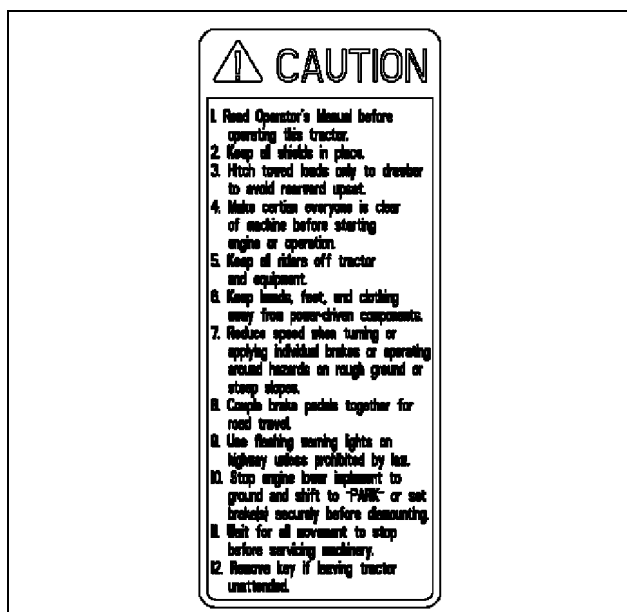 CAUTION
1. Read Operator's Manual before
operating this tractor.
2. Keep all shields in place.
3. Hitch towed loads only to drawbar
to avoid rearward upset.
4. Make certian everyone is clear
of machine before starting
engine or operation.
5. Keep all riders off tractor
and equipment.
6. Keep hands, feet, and clothing
away from power-driven components.
7. Reduce speed when turning or
applying individual brakes or operating
around hazards on rough ground or
steep slopes.
8. Couple brake pedals together for
road travel.
9. Use flashing warning lights on
highway unless prohibited by law.
10. Stop engine lower implement to
ground and shift to "PARK" or set
brake(s) securely before dismounting.
11. Wait for all movement to stop
before servicing machinery.
12. Remove key if leaving tractor
unattended.